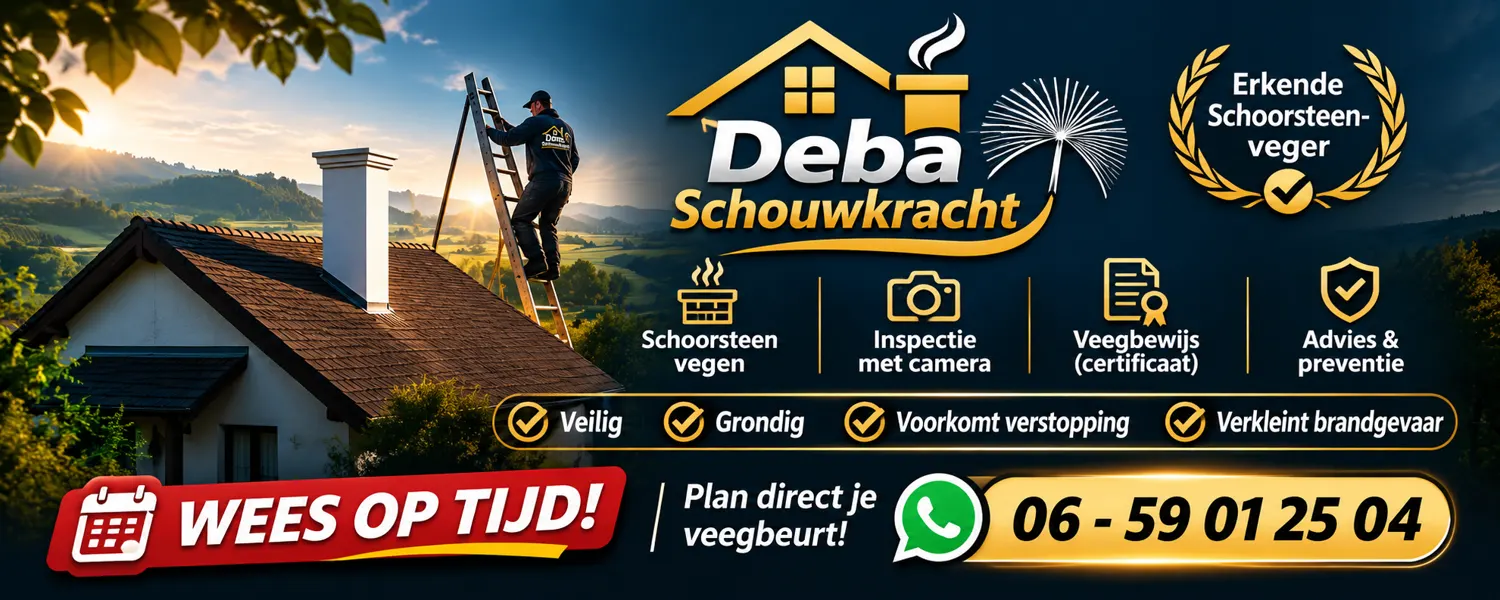 Deba
Schouwkracht
Erkende
Schoorsteen-
veger
Schoorsteen
vegen
Inspectie
met camera
Veegbewijs
(certificaat)
Advies &
preventie
Veilig
Grondig
Voorkomt verstopping
Verkleint brandgevaar
WEES OP TIJD!
Plan direct je
veegbeurt!
06 - 59 01 25 04